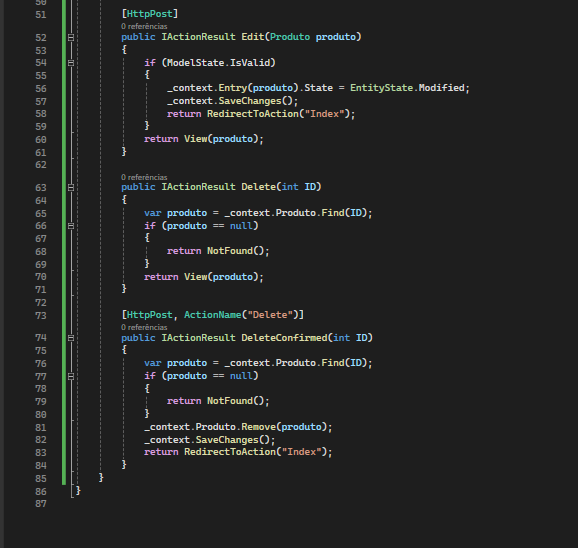 50
51 [HttpPost]
0 referências
52 public IActionResult Edit(Produto produto)
53 {
54 if (ModelState.IsValid)
55 {
56 _context.Entry(produto).State = EntityState.Modified;
57 _context.SaveChanges();
58 return RedirectToAction("Index");
59 }
60 return View(produto);
61 }
62
0 referências
63 public IActionResult Delete(int ID)
64 {
65 var produto = _context.Produto.Find(ID);
66 if (produto == null)
67 {
68 return NotFound();
69 }
70 return View(produto);
71 }
72
73 [HttpPost, ActionName("Delete")]
0 referências
74 public IActionResult DeleteConfirmed(int ID)
75 {
76 var produto = _context.Produto.Find(ID);
77 if (produto == null)
78 {
79 return NotFound();
80 }
81 _context.Produto.Remove(produto);
82 _context.SaveChanges();
83 return RedirectToAction("Index");
84 }
85 }
86 }
87